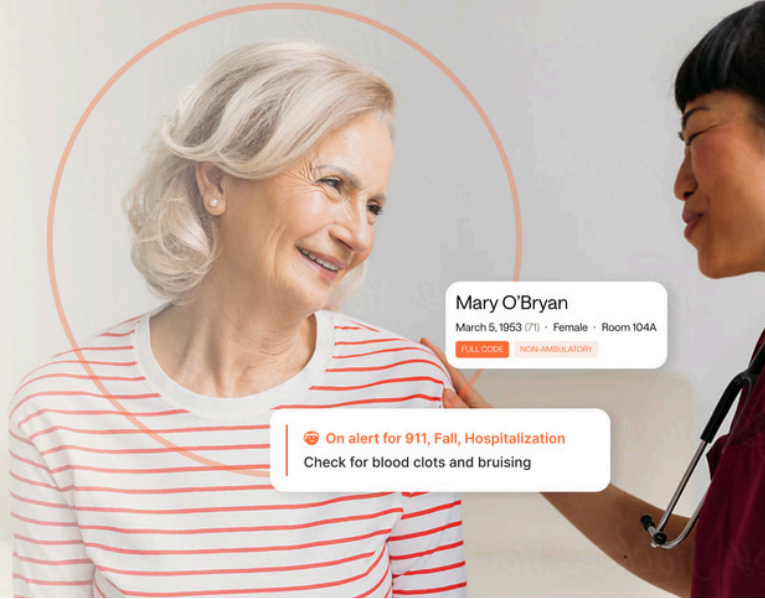 Mary O'Bryan
March 5, 1953 (71) · Female · Room 104A
FULL CODE NON-AMBULATORY
On alert for 911, Fall, Hospitalization
Check for blood clots and bruising